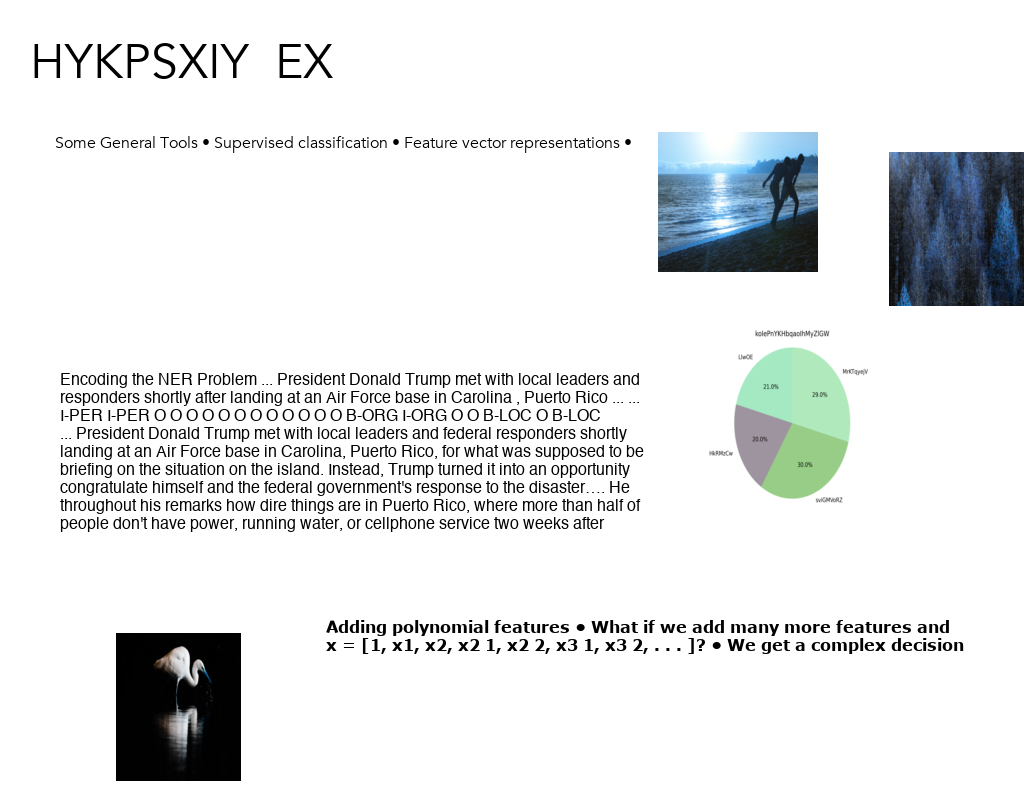 HYKPSXIY EX
Some General Tools • Supervised classification • Feature vector representations •
kolePnYKHbqaolhMyZlGW
LlwOE
MrKTqyejV
21.0%
29.0%
20.0%
HkRMzCw
30.0%
sviGMVoRZ
Encoding the NER Problem ... President Donald Trump met with local leaders and
responders shortly after landing at an Air Force base in Carolina , Puerto Rico ... ...
I-PER I-PER O O O O O O O O O O O O B-ORG I-ORG O O B-LOC O B-LOC
... President Donald Trump met with local leaders and federal responders shortly
landing at an Air Force base in Carolina, Puerto Rico, for what was supposed to be
briefing on the situation on the island. Instead, Trump turned it into an opportunity
congratulate himself and the federal government's response to the disaster…. He
throughout his remarks how dire things are in Puerto Rico, where more than half of
people don't have power, running water, or cellphone service two weeks after
Adding polynomial features • What if we add many more features and
x = [1, x1, x2, x2 1, x2 2, x3 1, x3 2, . . . ]? • We get a complex decision